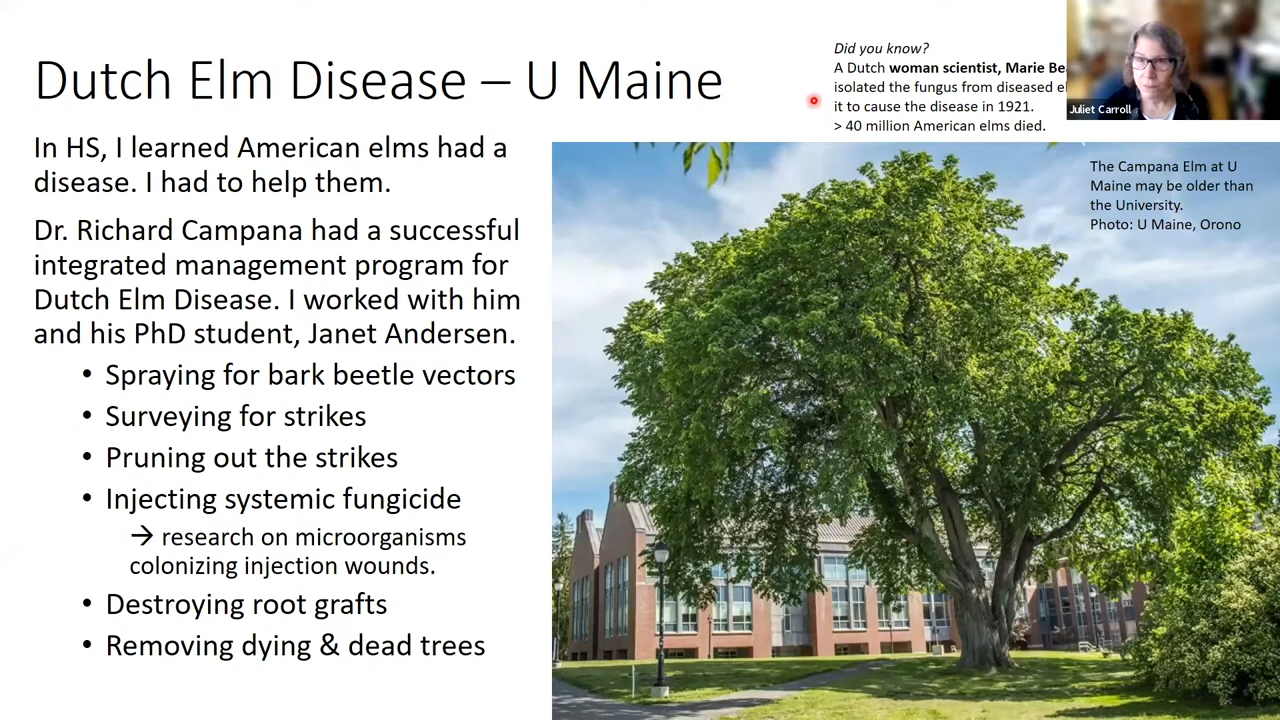 Dutch Elm Disease – U Maine
In HS, I learned American elms had a
disease. I had to help them.
Dr. Richard Campana had a successful
integrated management program for
Dutch Elm Disease. I worked with him
and his PhD student, Janet Andersen.
• Spraying for bark beetle vectors
• Surveying for strikes
• Pruning out the strikes
• Injecting systemic fungicide
→ research on microorganisms
colonizing injection wounds.
• Destroying root grafts
• Removing dying & dead trees
Did you know?
A Dutch woman scientist, Marie
isolated the fungus from diseased
it to cause the disease in 1921.
> 40 million American elms died.
Juliet Carroll
The Campana Elm at U
Maine may be older than
the University.
Photo: U Maine, Orono